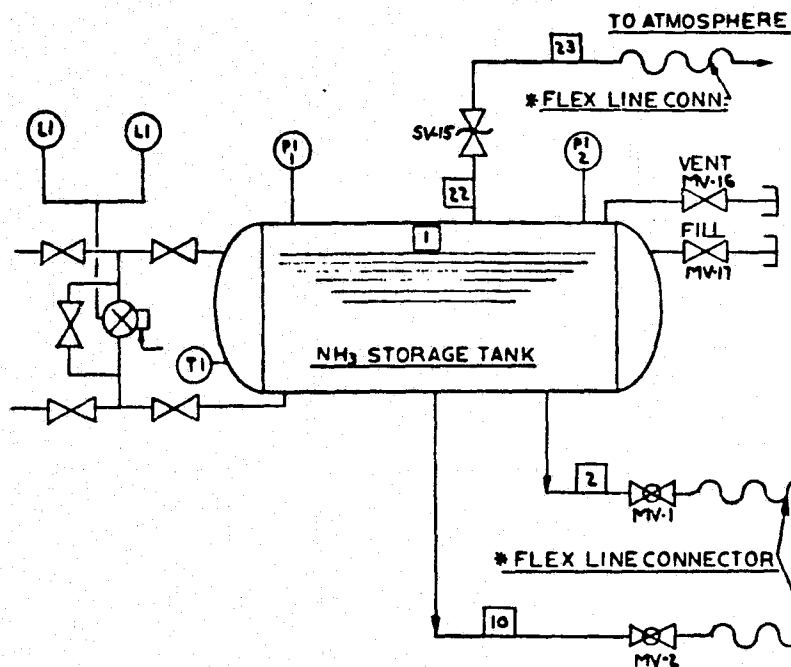 TO ATMOSPHERE
23
* FLEX LINE CONN.
LI
LI
PI
1
SV-15
PI
2
22
VENT
MV-16
1
FILL
MV-17
NH3 STORAGE TANK
TI
2
MV-1
* FLEX LINE CONNECTOR
10
MV-2